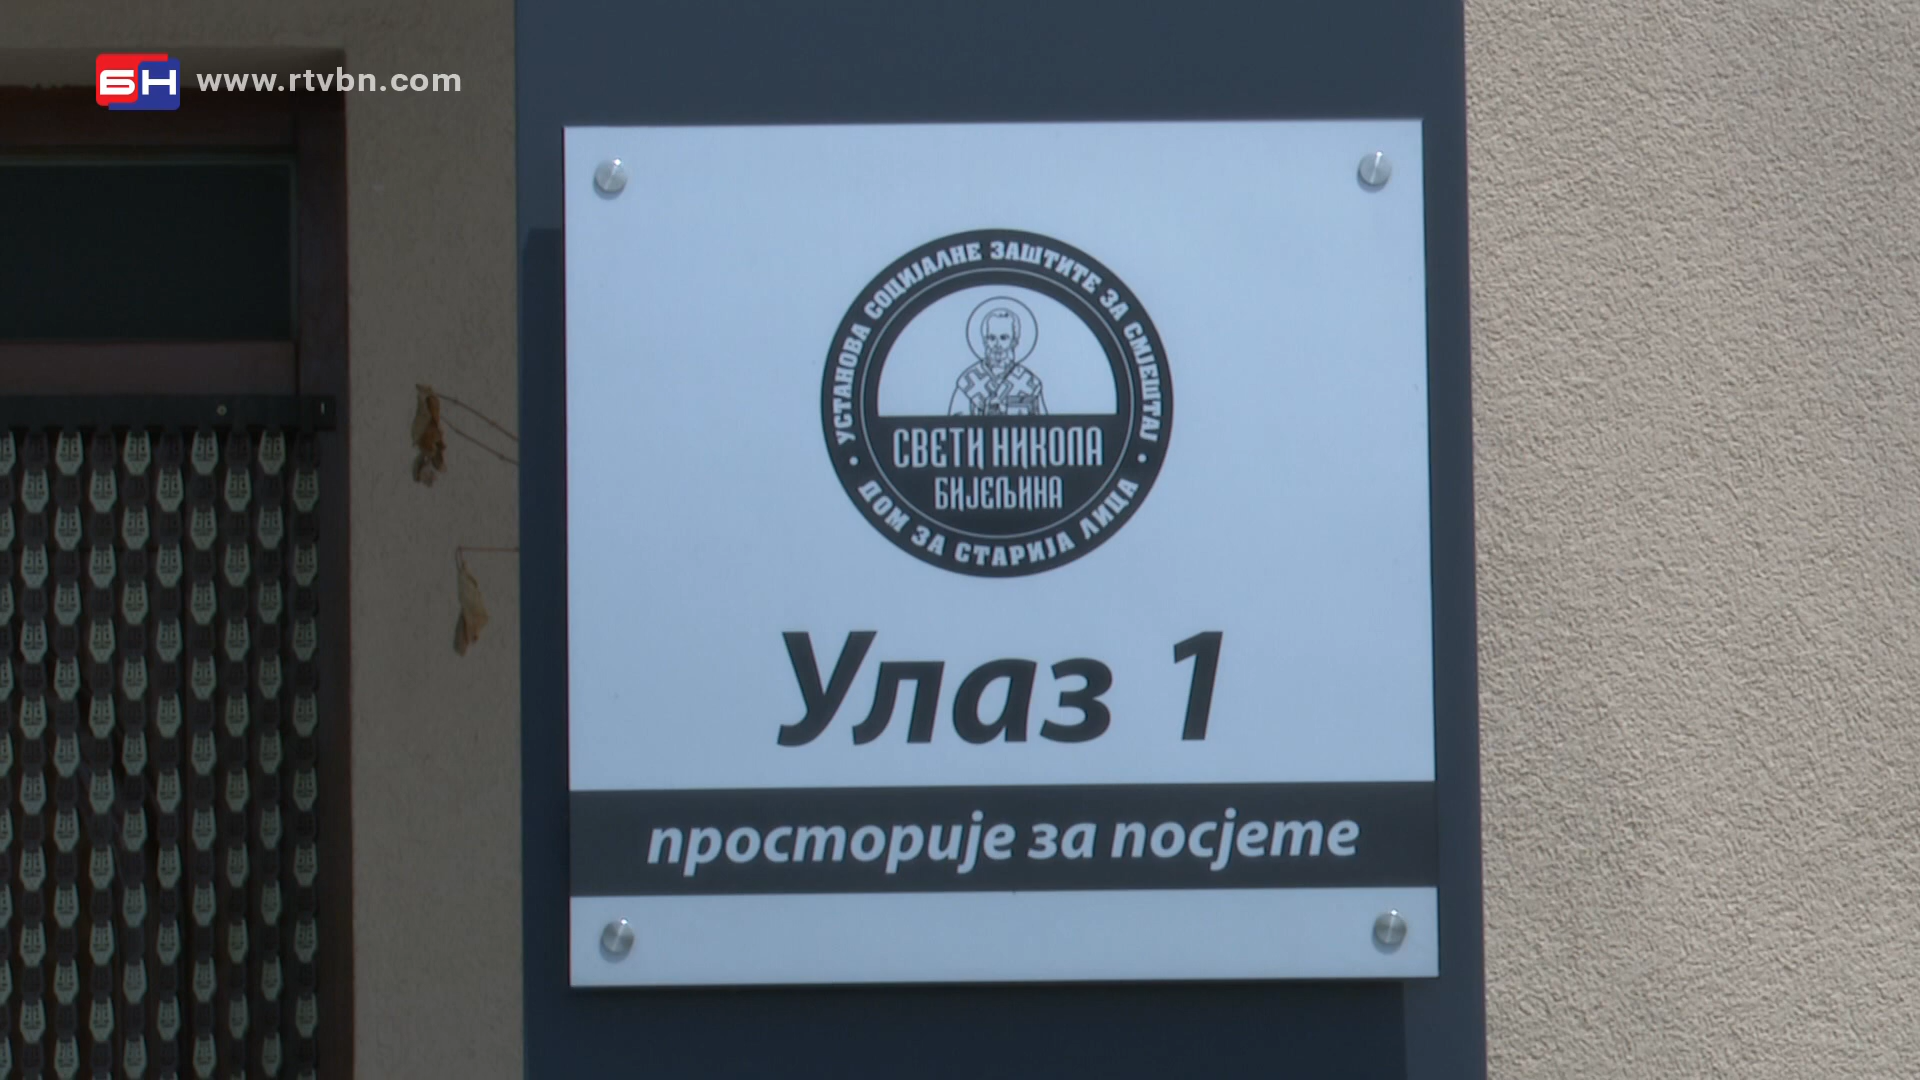 БН www.rtvbn.com
УСТАНОВА СОЦИЈАЛНЕ ЗАШТИТЕ ЗА СМЈЕШТАЈ
СВЕТИ НИКОЛА
БИЈЕЉИНА
• ДОМ ЗА СТАРИЈА ЛИЦА •
Улаз 1
просторије за посјете